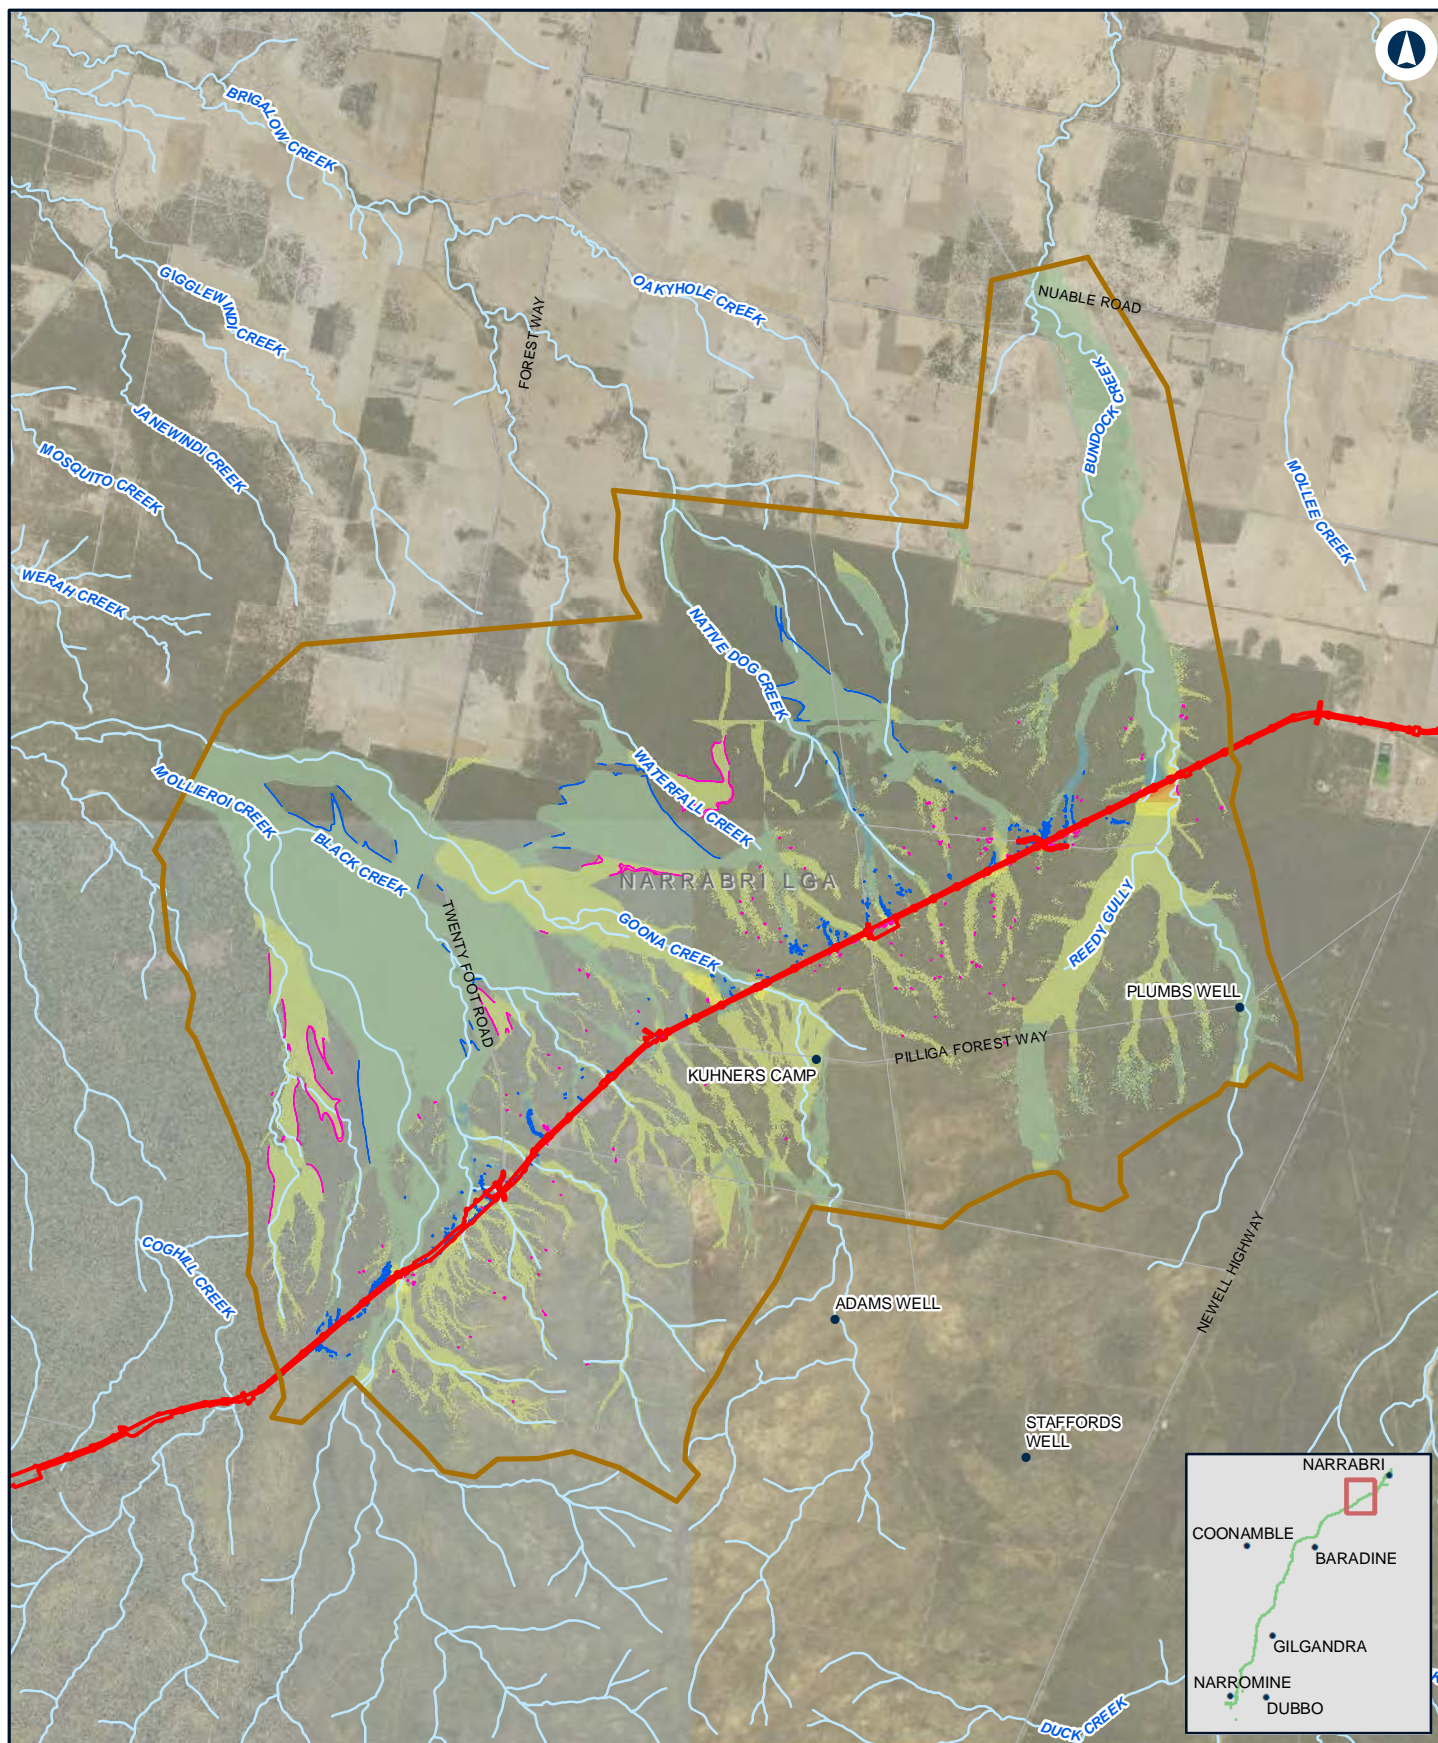 BRIGALOW CREEK
GIGGLEWINDI CREEK
OAKYHOLE CREEK
NUABLE ROAD
FOREST WAY
BUNDOCK CREEK
JANEWINDI CREEK
MOSQUITO CREEK
MOLLEE CREEK
WERAH CREEK
NATIVE DOG CREEK
WATERFALL CREEK
MOLLIEROI CREEK
BLACK CREEK
NARRABRI LGA
TWENTY FOOT ROAD
GOONA CREEK
REEDY GULLY
PLUMBS WELL
PILLIGA FOREST WAY
KUHNERS CAMP
COGHILL CREEK
NEWELL HIGHWAY
ADAMS WELL
STAFFORDS
WELL
DUCK CREEK
NARRABRI
COONAMBLE
BARADINE
GILGANDRA
NARROMINE
DUBBO